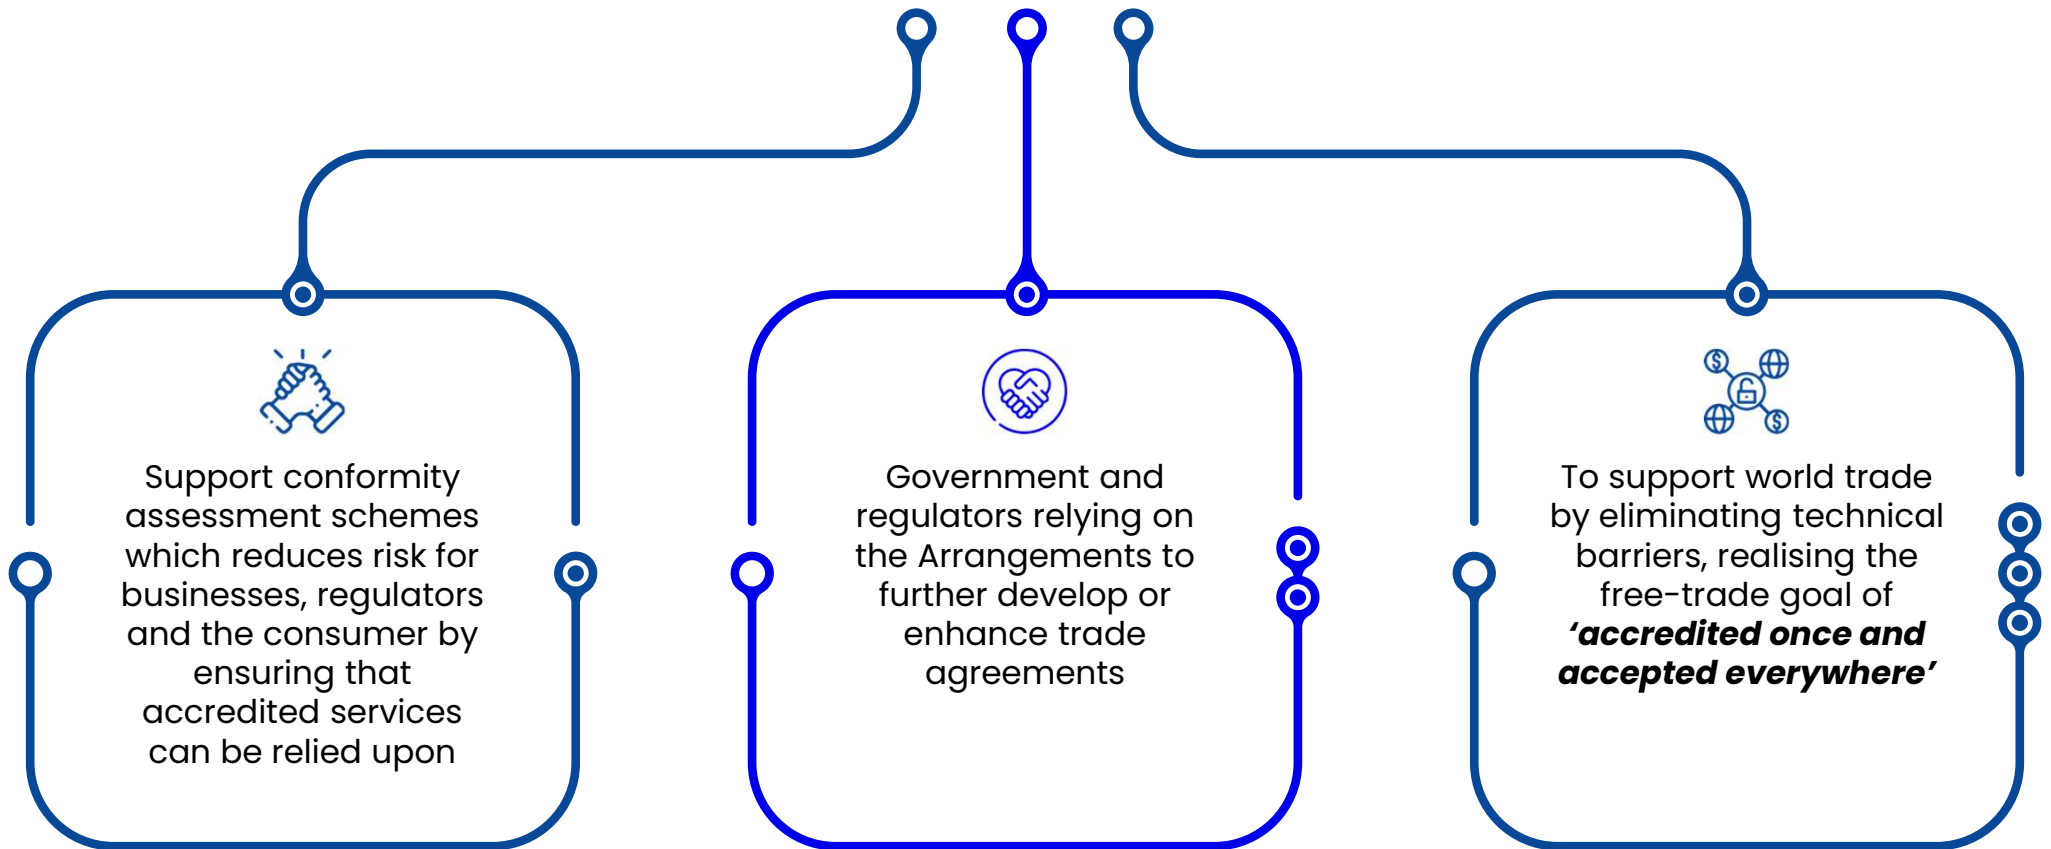 Support conformity
assessment schemes
which reduces risk for
businesses, regulators
and the consumer by
ensuring that
accredited services
can be relied upon
Government and
regulators relying on
the Arrangements to
further develop or
enhance trade
agreements
To support world trade
by eliminating technical
barriers, realising the
free-trade goal of
‘accredited once and
accepted everywhere’